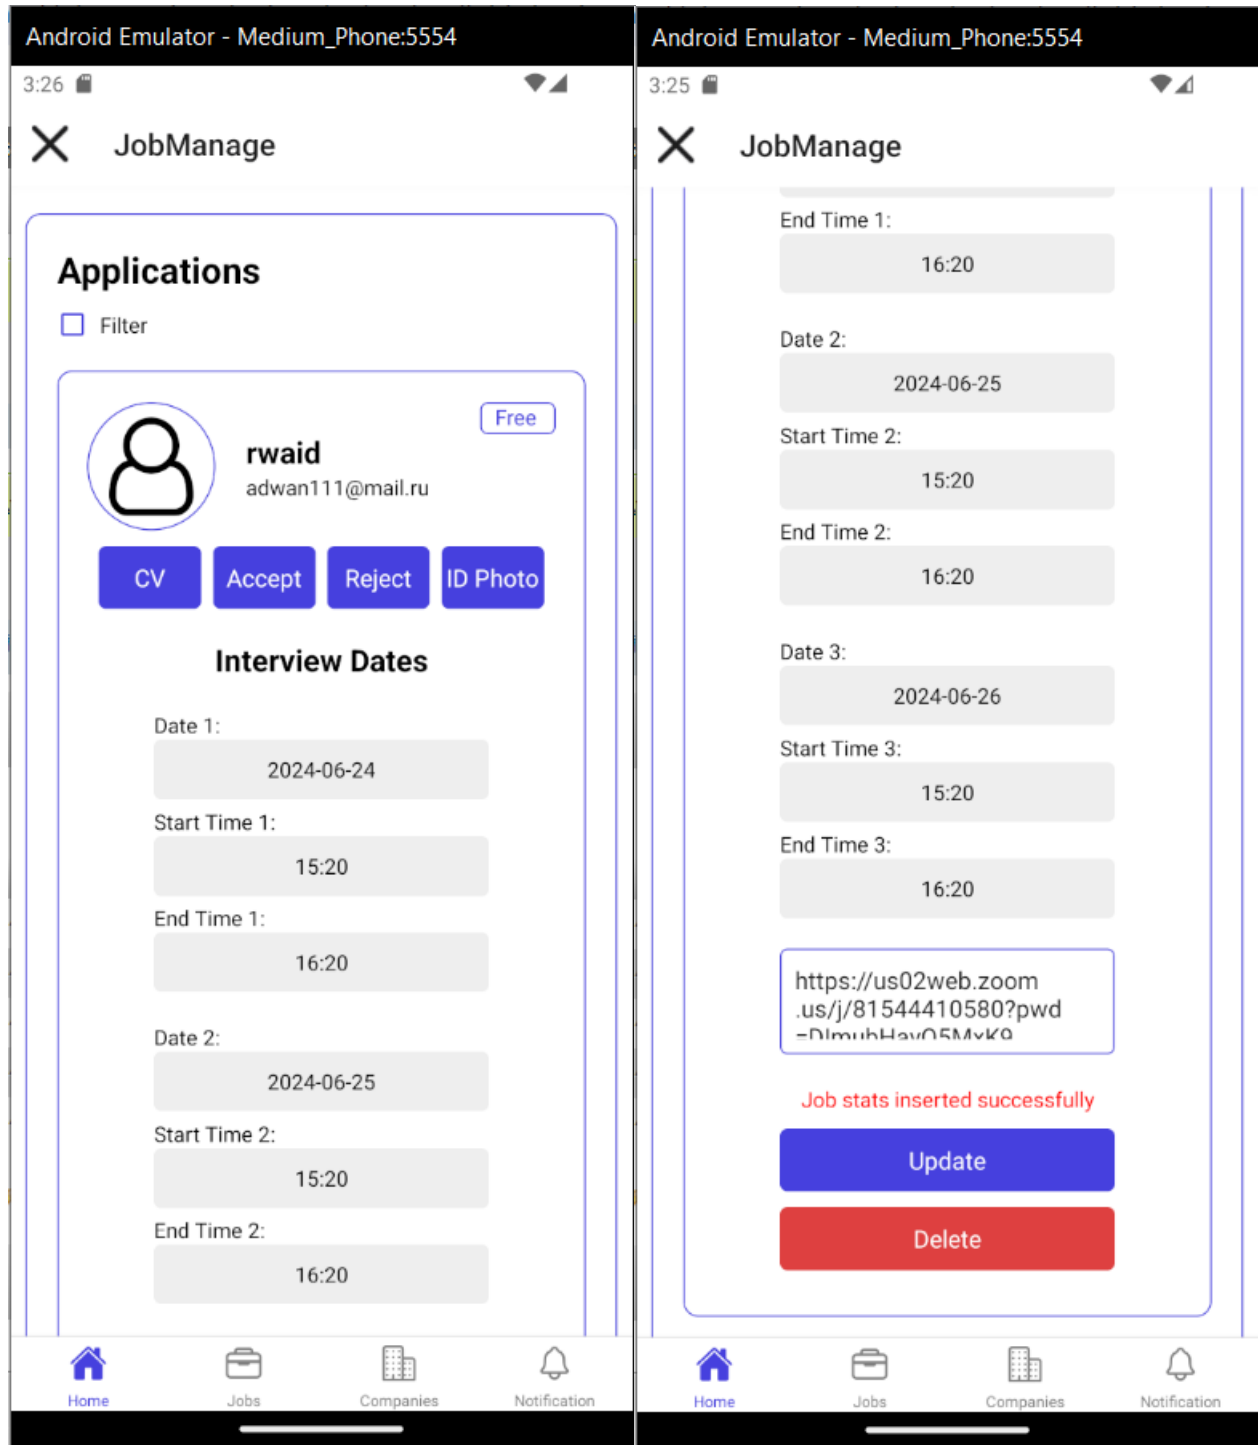 Android Emulator - Medium_Phone:5554
3:26
JobManage
Applications
Filter
Free
rwaid
adwan111@mail.ru
CV Accept Reject ID Photo
Interview Dates
Date 1:
2024-06-24
Start Time 1:
15:20
End Time 1:
16:20
Date 2:
2024-06-25
Start Time 2:
15:20
End Time 2:
16:20
Home Jobs Companies Notification
Android Emulator - Medium_Phone:5554
3:25
JobManage
End Time 1:
16:20
Date 2:
2024-06-25
Start Time 2:
15:20
End Time 2:
16:20
Date 3:
2024-06-26
Start Time 3:
15:20
End Time 3:
16:20
https://us02web.zoom
.us/j/81544410580?pwd
Job stats inserted successfully
Update
Delete
Home Jobs Companies Notification